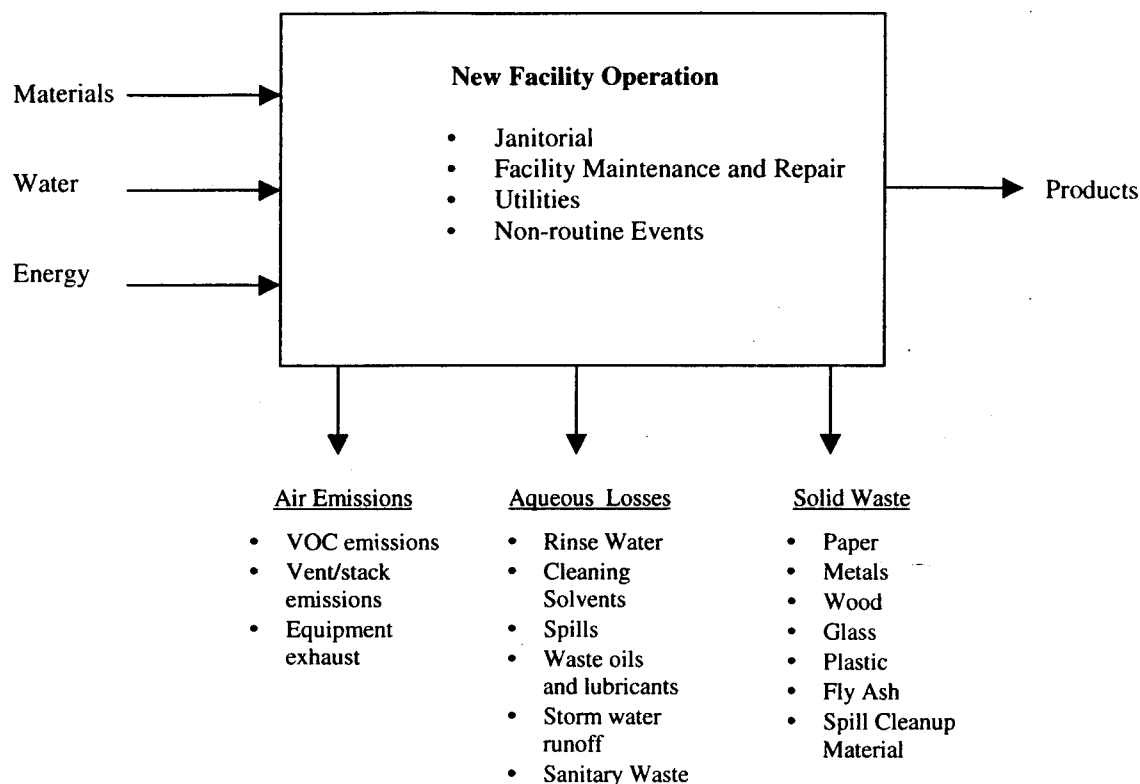 New Facility Operation
Materials
• Janitorial
• Facility Maintenance and Repair
Water
• Utilities
Products
• Non-routine Events
Energy
Air Emissions
• VOC emissions
• Vent/stack
emissions
• Equipment
exhaust
Aqueous Losses
• Rinse Water
• Cleaning
Solvents
• Spills
• Waste oils
and lubricants
• Storm water
runoff
• Sanitary Waste
Solid Waste
• Paper
• Metals
• Wood
• Glass
• Plastic
• Fly Ash
• Spill Cleanup
Material